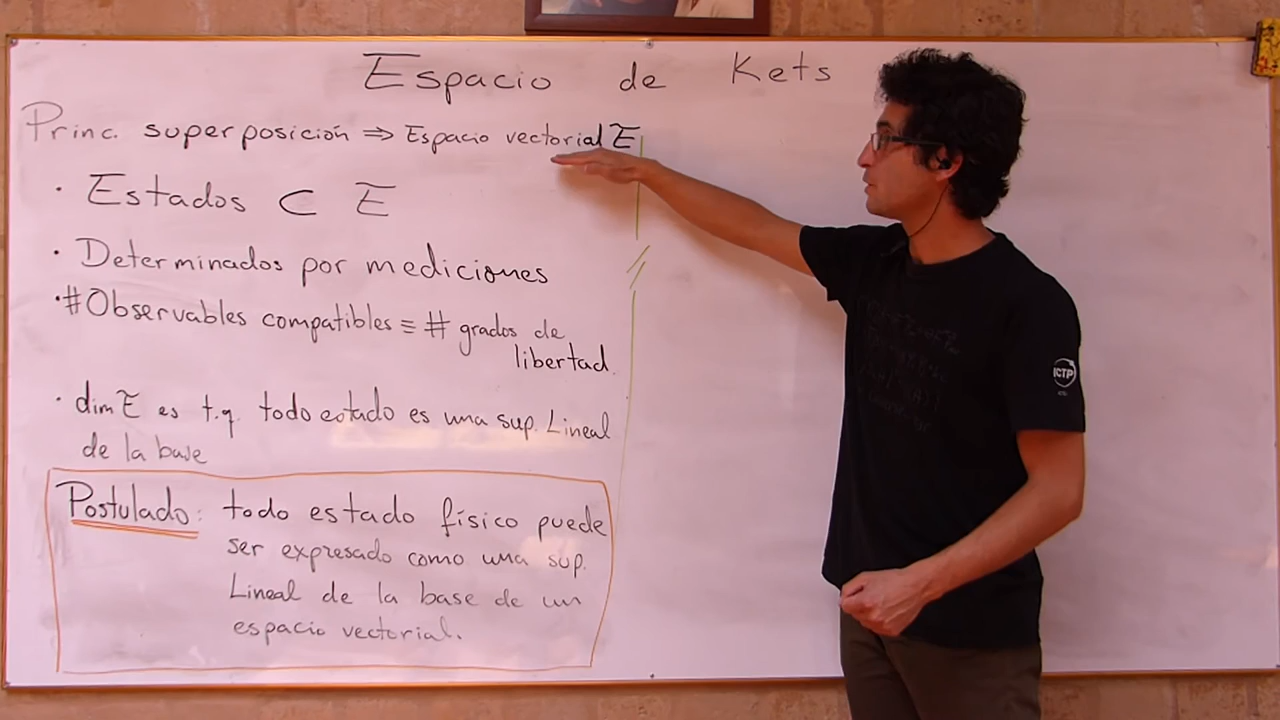 Espacio de Kets
Princ. superposición ⇒ Espacio vectorial E
· Estados ⊂ E
· Determinados por mediciones
· #Observables compatibles ≡ # grados de
libertad.
· dim E es t.q. todo estado es una sup. Lineal
de la base
Postulado: todo estado físico puede
ser expresado como una sup.
Lineal de la base de un
espacio vectorial.
ICTP